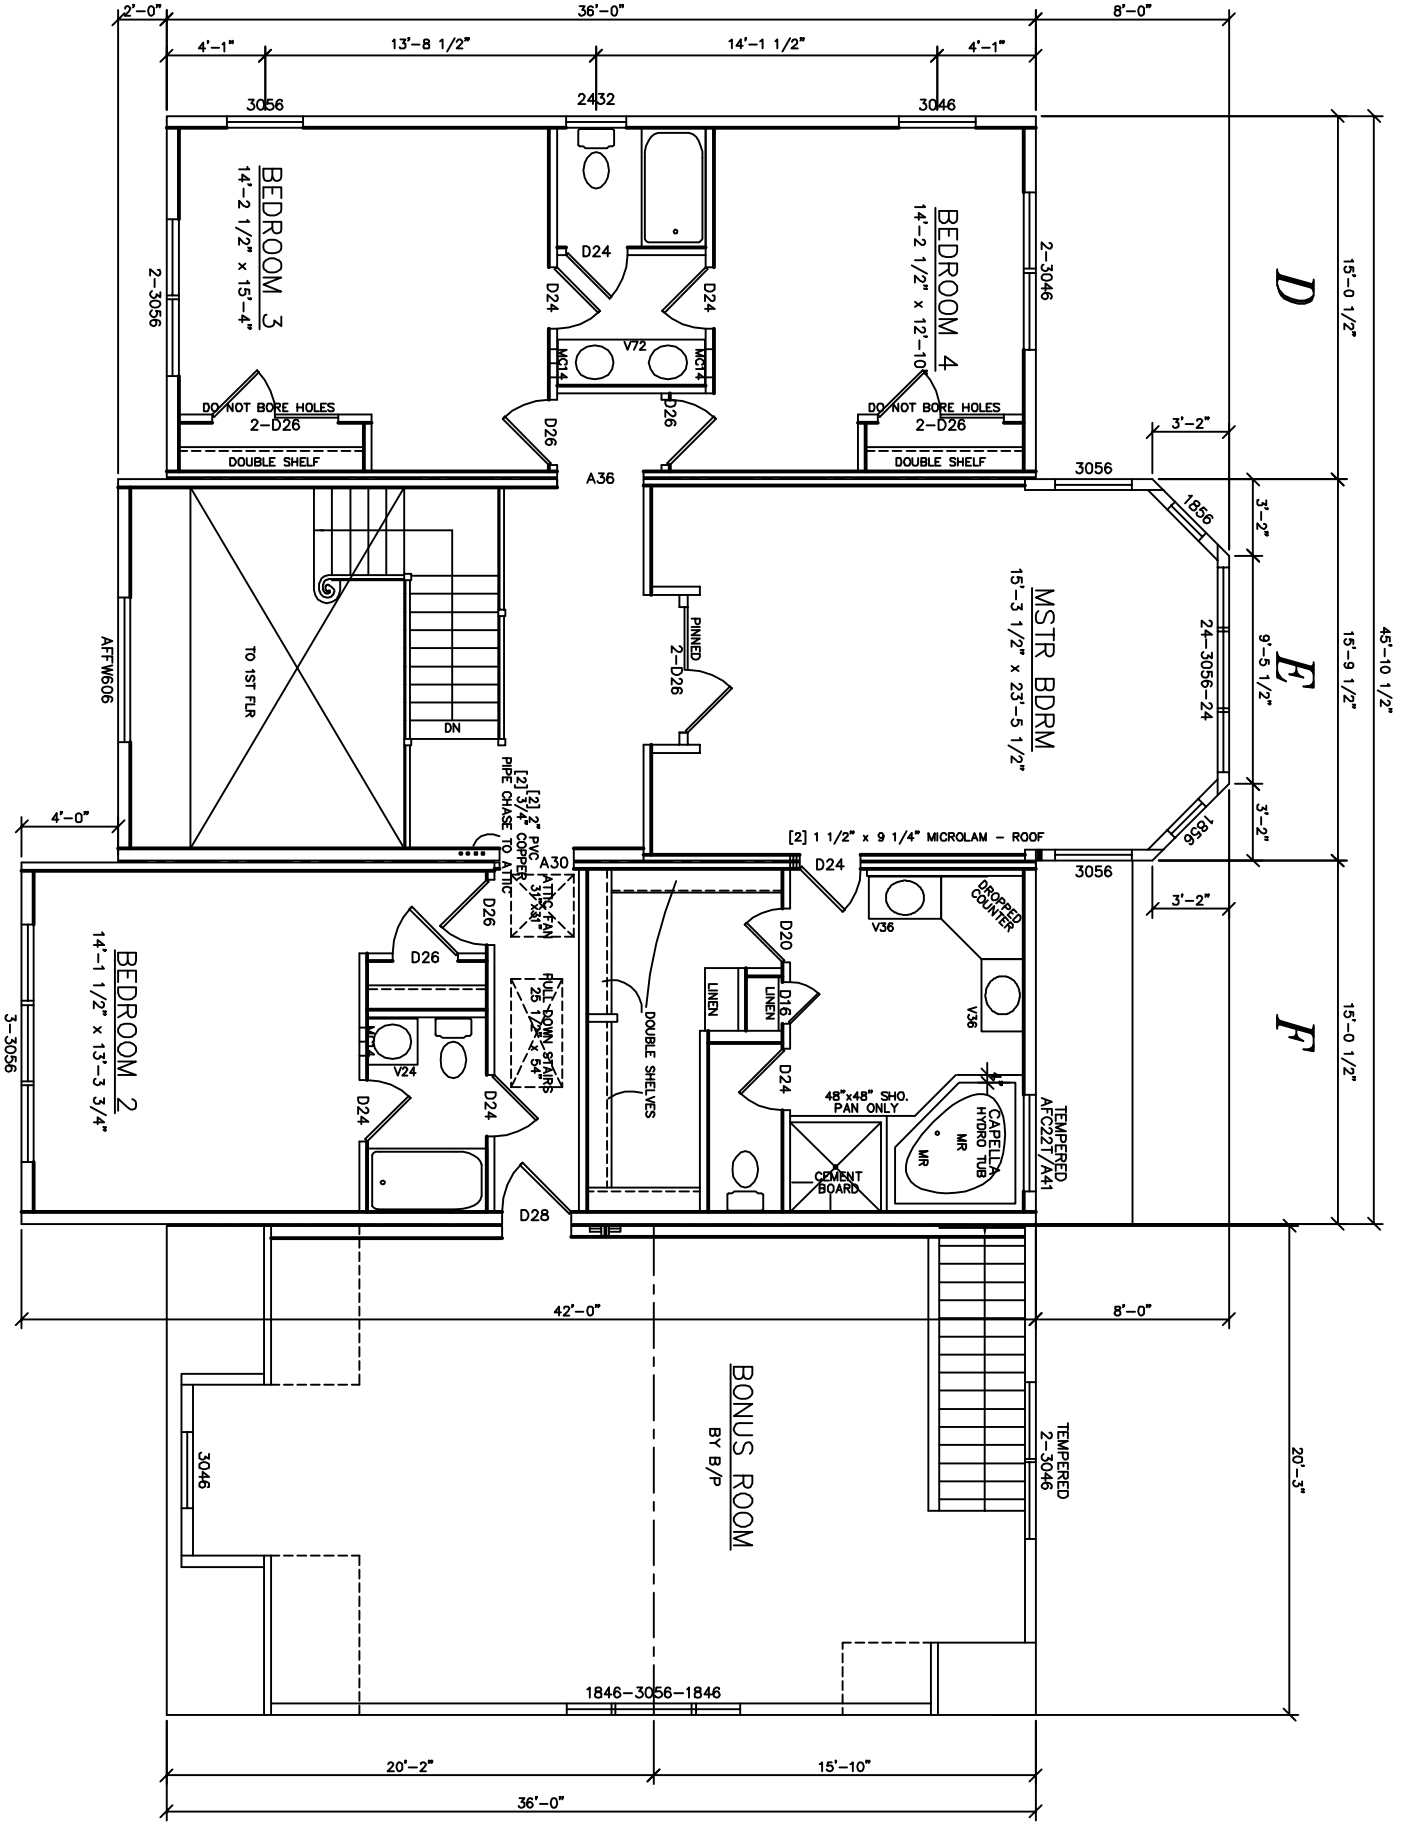 2'-0"
36'-0"
8'-0"
4'-1"
13'-8 1/2"
14'-1 1/2"
4'-1"
3056
2432
3046
BEDROOM 3
14'-2 1/2" x 15'-4"
2-3056
D24
D24
D24
V72
MC14
MC14
BEDROOM 4
14'-2 1/2" x 12'-10"
2-3046
D
15'-0 1/2"
DO NOT BORE HOLES
2-D26
DOUBLE SHELF
D26
D26
DO NOT BORE HOLES
2-D26
DOUBLE SHELF
A36
3'-2"
3056
1856
3'-2"
MSTR BDRM
15'-3 1/2" x 23'-5 1/2"
24-3056-24
9'-5 1/2"
E
15'-9 1/2"
45'-10 1/2"
PINNED
2-D26
AFFW606
TO 1ST FLR
DN
[2] 2" PVC
[2] 3/4" COPPER
PIPE CHASE TO ATTIC
4'-0"
[2] 1 1/2" x 9 1/4" MICROLAM - ROOF
1856
3'-2"
A30
D24
3056
3'-2"
ATTIC FAN
31"x31"
D26
D26
D20
V36
DROPPED
COUNTER
V36
BEDROOM 2
14'-1 1/2" x 13'-3 3/4"
3-3056
PULL DOWN STAIRS
25 1/2" x 54"
LINEN
LINEN
D16
DOUBLE SHELVES
F
15'-0 1/2"
MC14
V24
D24
D24
D24
48"x48" SHO.
PAN ONLY
4"
CAPELLA
HYDRO TUB
MR
MR
TEMPERED
AFC22T/A41
CEMENT
BOARD
D28
42'-0"
8'-0"
BONUS ROOM
BY B/P
3046
TEMPERED
2-3046
20'-3"
1846-3056-1846
20'-2"
15'-10"
36'-0"